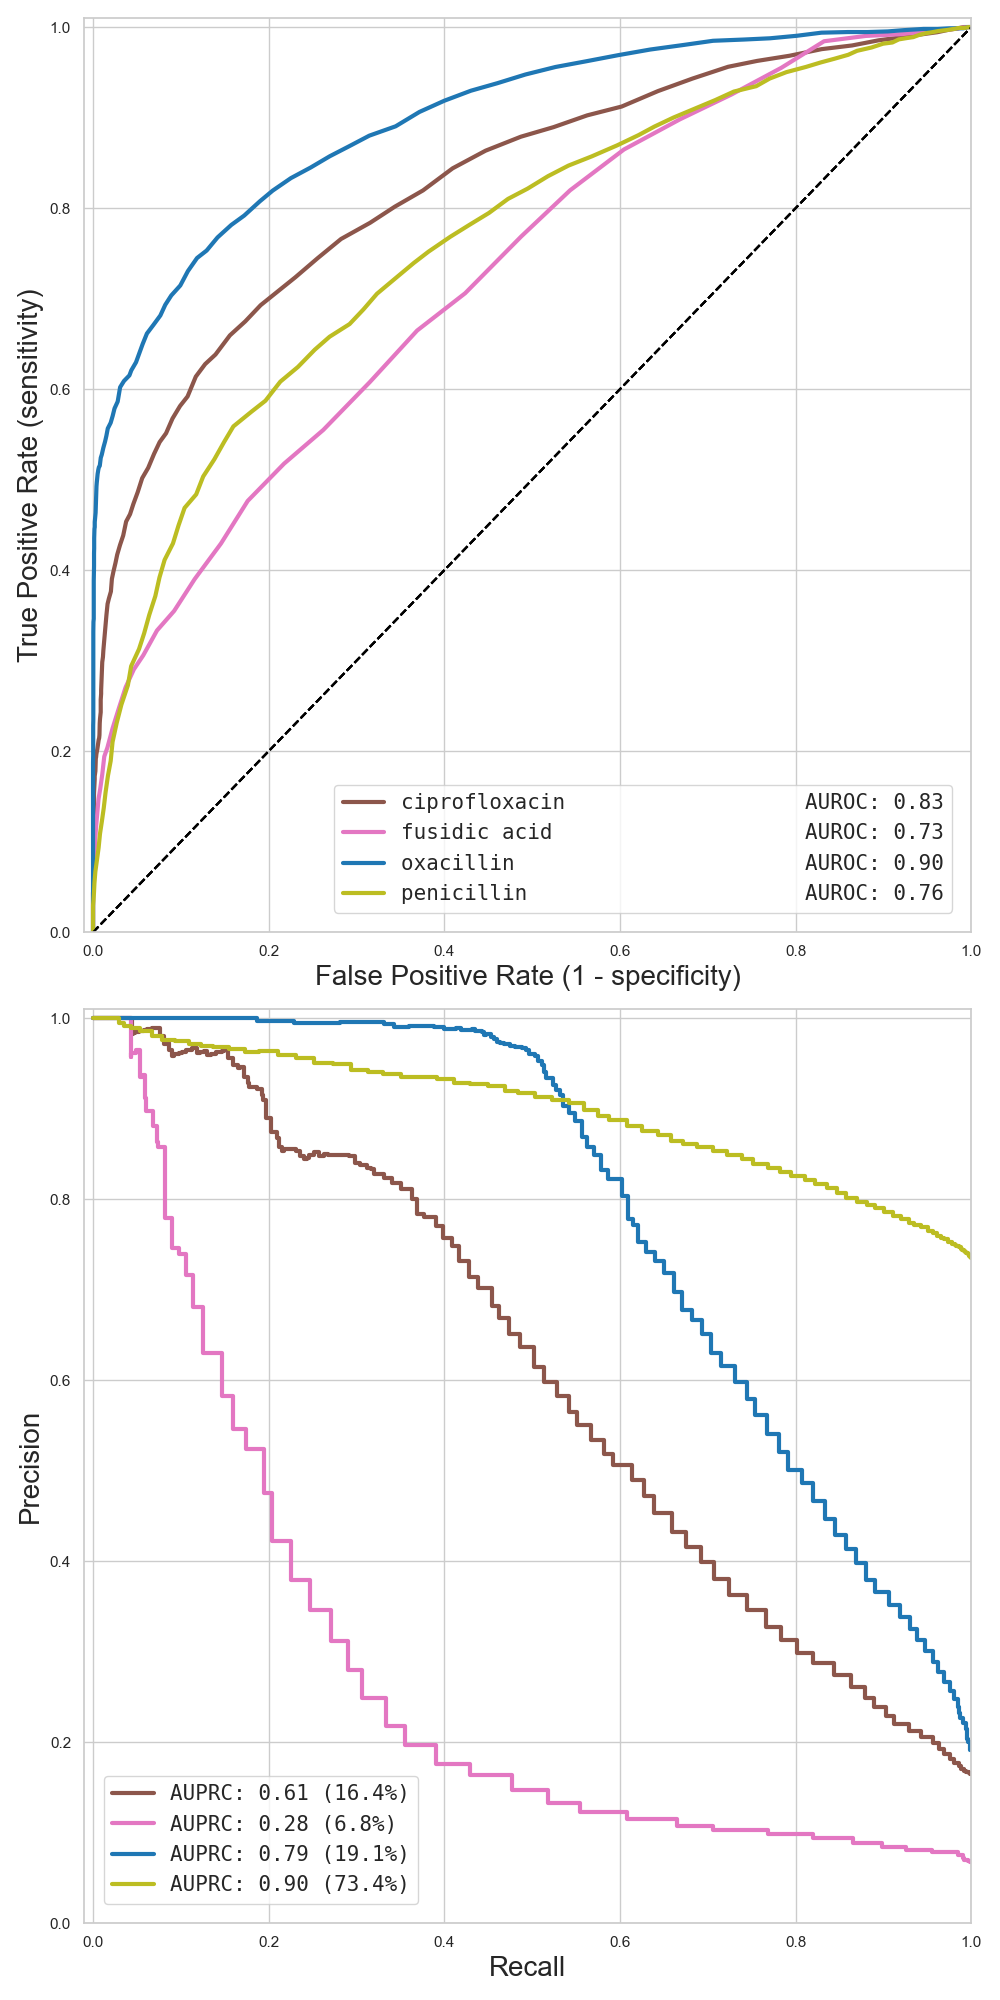 1.0
0.8
0.6
0.4
0.2
0.0
True Positive Rate (sensitivity)
ciprofloxacin AUROC: 0.83
fusidic acid AUROC: 0.73
oxacillin AUROC: 0.90
penicillin AUROC: 0.76
0.0 0.2 0.4 0.6 0.8 1.0
False Positive Rate (1 - specificity)
1.0
0.8
0.6
0.4
0.2
0.0
Precision
AUPRC: 0.61 (16.4%)
AUPRC: 0.28 (6.8%)
AUPRC: 0.79 (19.1%)
AUPRC: 0.90 (73.4%)
0.0 0.2 0.4 0.6 0.8 1.0
Recall